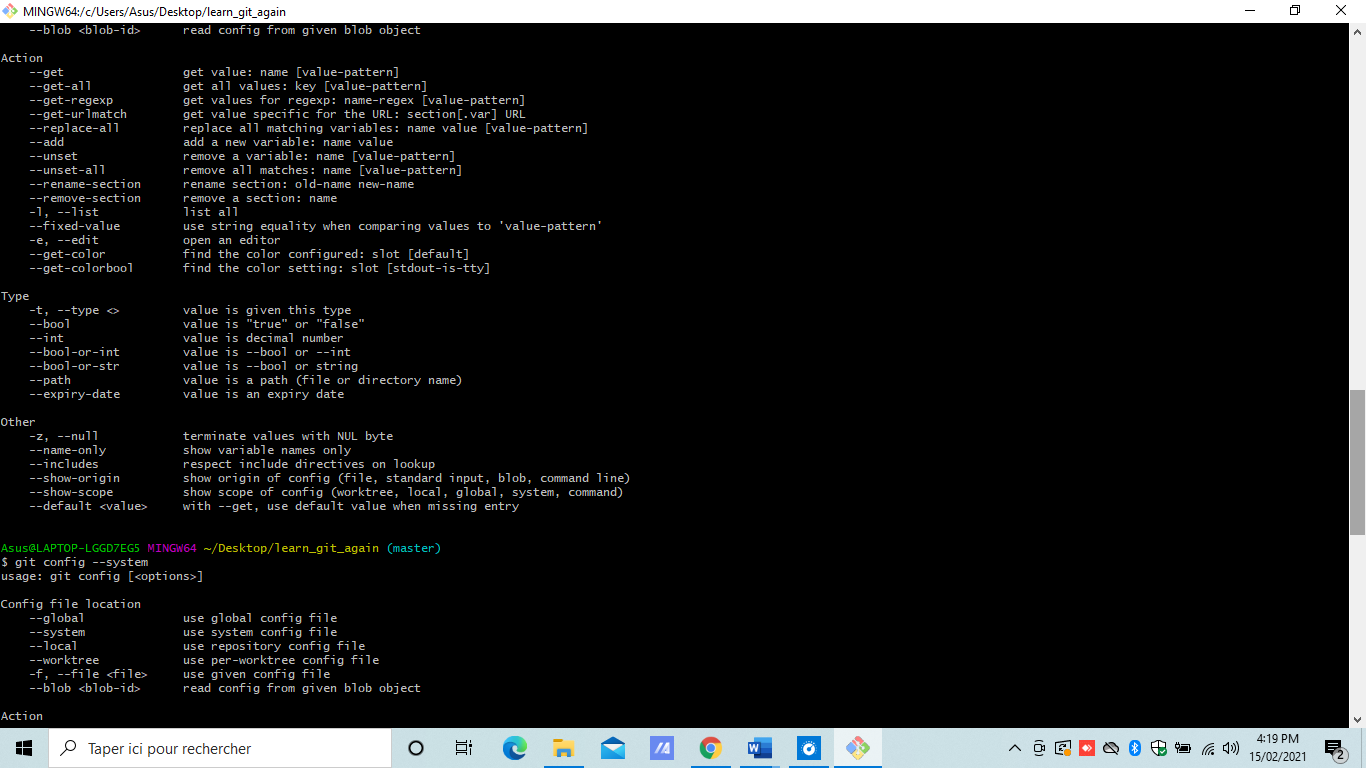 MINGW64:/c/Users/Asus/Desktop/learn_git_again
--blob <blob-id> read config from given blob object
Action
--get get value: name [value-pattern]
--get-all get all values: key [value-pattern]
--get-regexp get values for regexp: name-regex [value-pattern]
--get-urlmatch get value specific for the URL: section[.var] URL
--replace-all replace all matching variables: name value [value-pattern]
--add add a new variable: name value
--unset remove a variable: name [value-pattern]
--unset-all remove all matches: name [value-pattern]
--rename-section rename section: old-name new-name
--remove-section remove a section: name
-l, --list list all
--fixed-value use string equality when comparing values to 'value-pattern'
-e, --edit open an editor
--get-color find the color configured: slot [default]
--get-colorbool find the color setting: slot [stdout-is-tty]
Type
-t, --type <> value is given this type
--bool value is "true" or "false"
--int value is decimal number
--bool-or-int value is --bool or --int
--bool-or-str value is --bool or string
--path value is a path (file or directory name)
--expiry-date value is an expiry date
Other
-z, --null terminate values with NUL byte
--name-only show variable names only
--includes respect include directives on lookup
--show-origin show origin of config (file, standard input, blob, command line)
--show-scope show scope of config (worktree, local, global, system, command)
--default <value> with --get, use default value when missing entry
Asus@LAPTOP-LGGD7EG5 MINGW64 ~/Desktop/learn_git_again (master)
$ git config --system
usage: git config [<options>]
Config file location
--global use global config file
--system use system config file
--local use repository config file
--worktree use per-worktree config file
-f, --file <file> use given config file
--blob <blob-id> read config from given blob object
Action
Taper ici pour rechercher
4:19 PM
15/02/2021
2